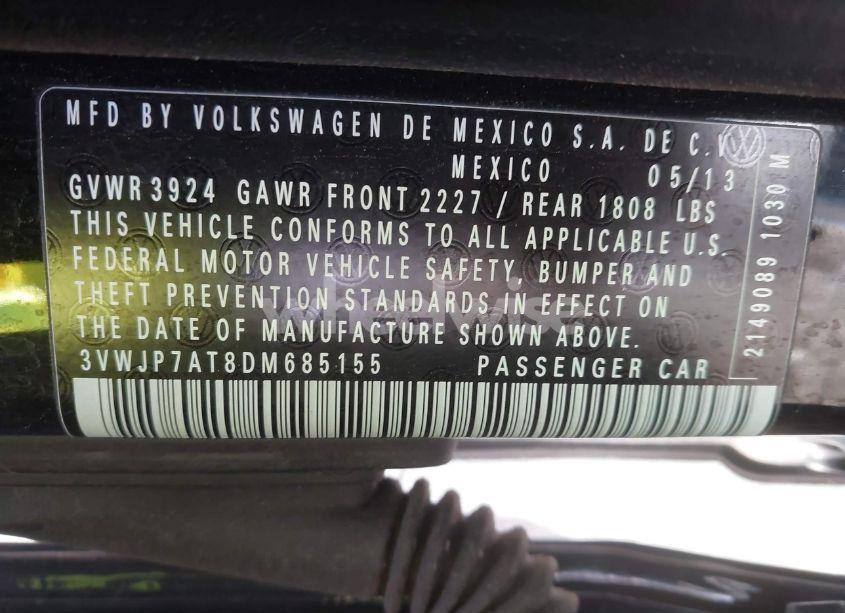 MFD BY VOLKSWAGEN DE MEXICO S.A. DE C.V
MEXICO 05/13
GVWR 3924 GAWR FRONT 2227 / REAR 1808 LBS
THIS VEHICLE CONFORMS TO ALL APPLICABLE U.S.
FEDERAL MOTOR VEHICLE SAFETY, BUMPER AND
THEFT PREVENTION STANDARDS IN EFFECT ON
THE DATE OF MANUFACTURE SHOWN ABOVE.
3VWJP7AT8DM685155 PASSENGER CAR
2149089 1030 M